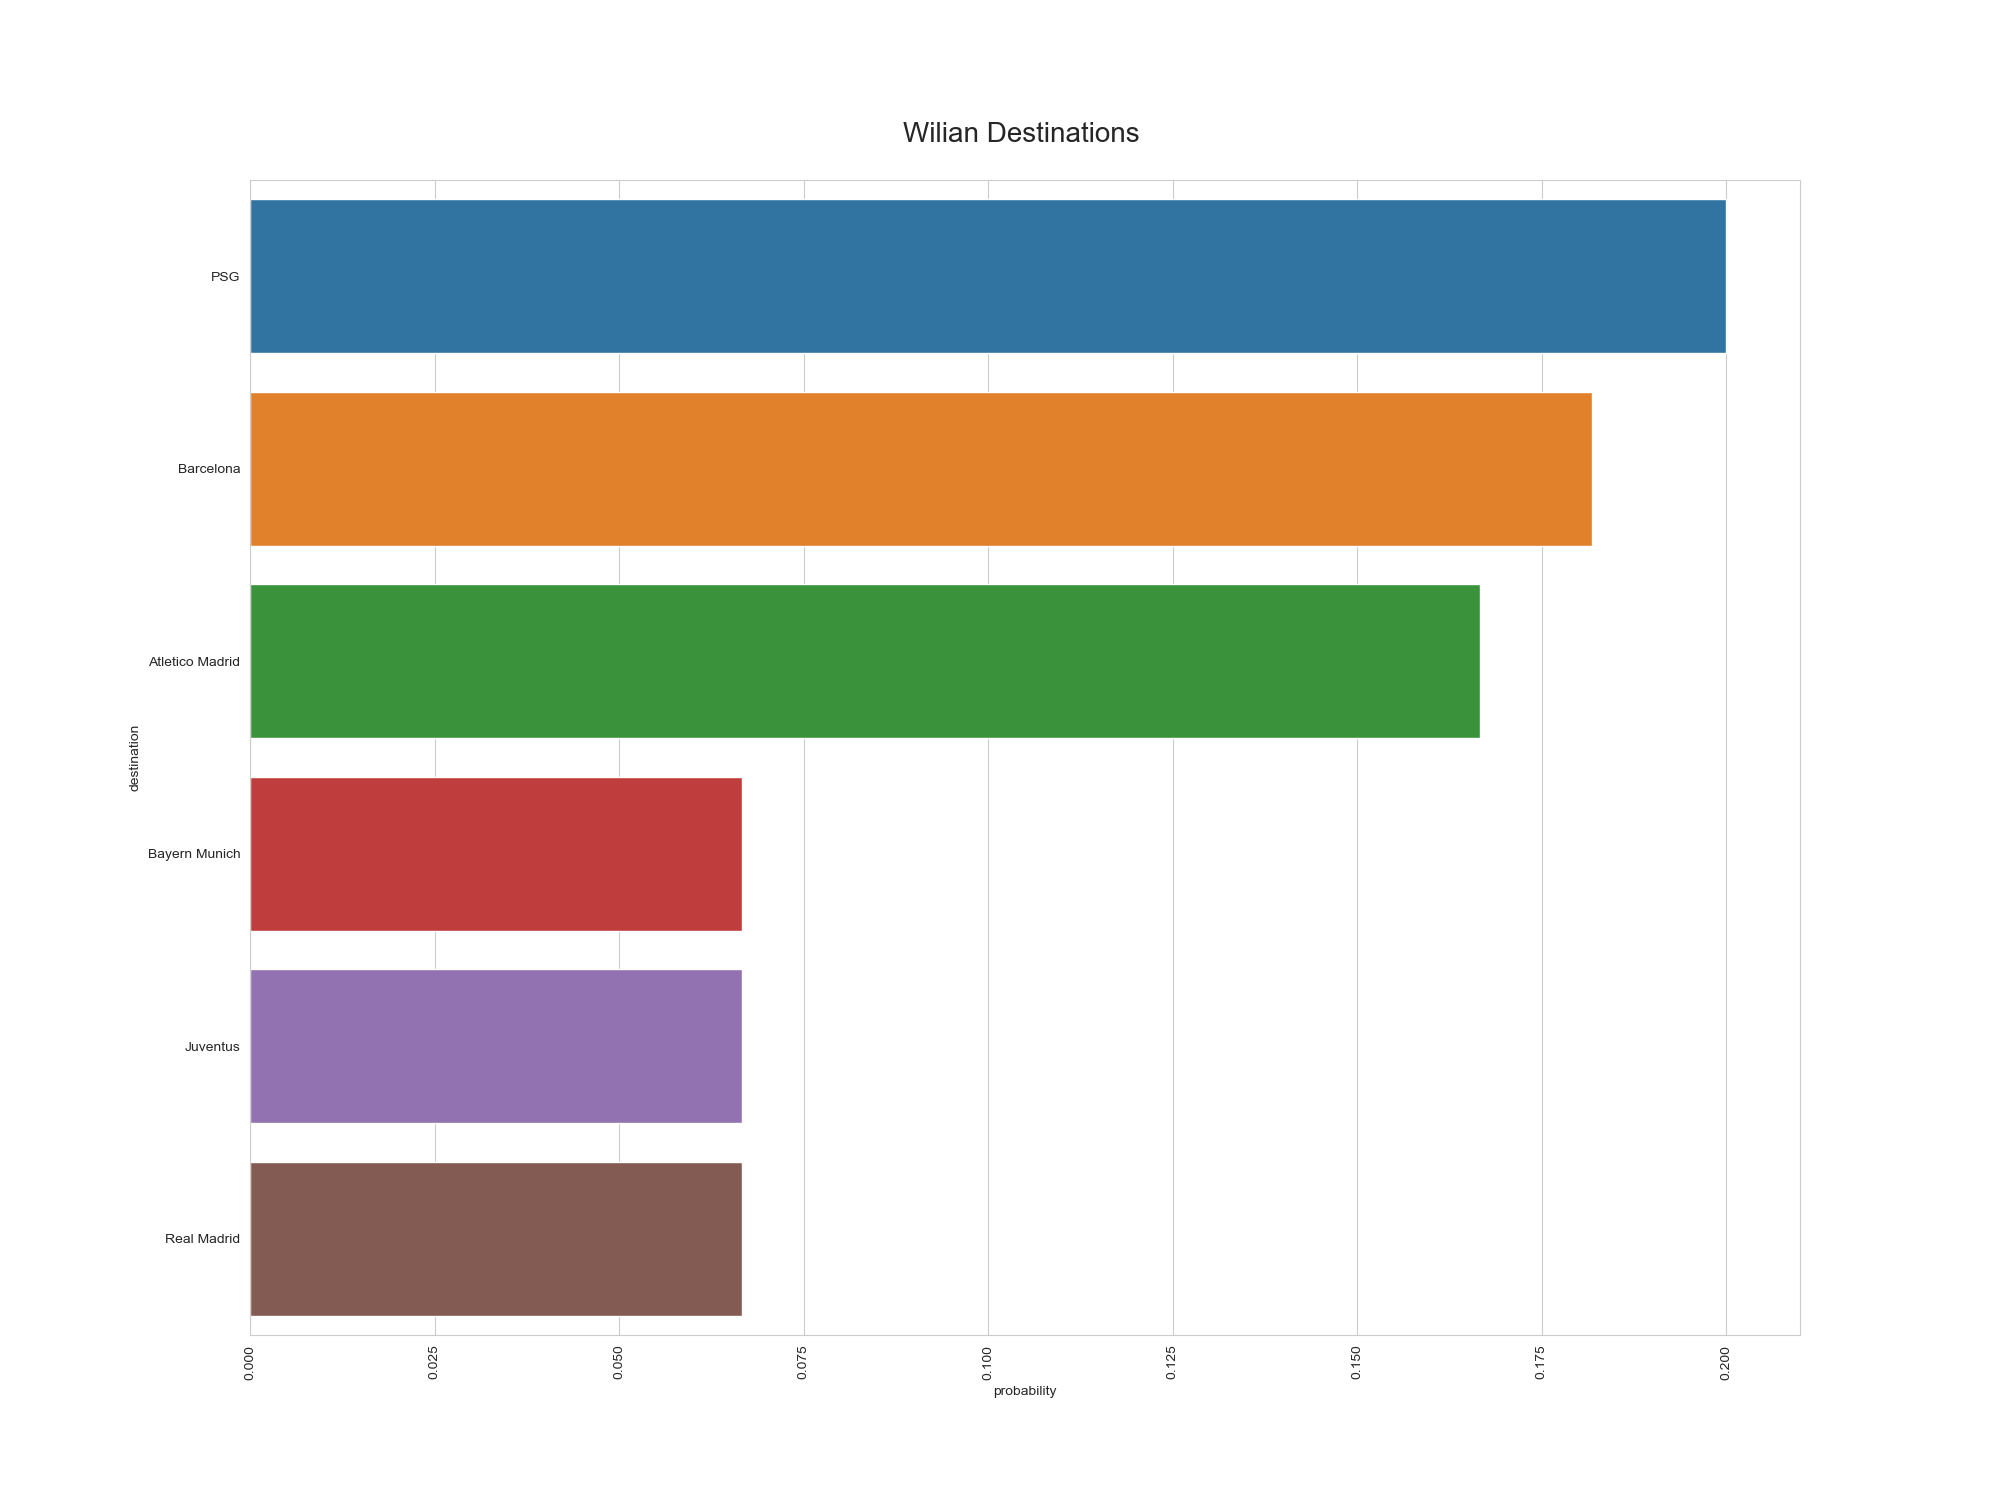 Wilian Destinations
PSG
Barcelona
Atletico Madrid
destination
Bayern Munich
Juventus
Real Madrid
0.000
0.025
0.050
0.075
0.100
0.125
0.150
0.175
0.200
probability